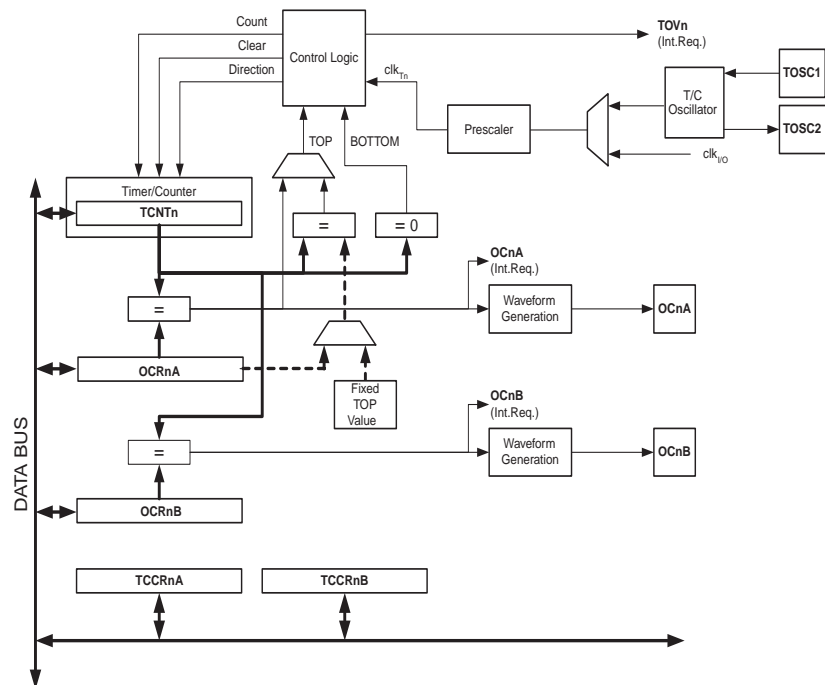 Count
Clear
Direction
Control Logic
TOVn
(Int.Req.)
clkTn
TOSC1
T/C
Oscillator
TOSC2
Prescaler
TOP
BOTTOM
clkI/O
Timer/Counter
TCNTn
=
= 0
OCnA
(Int.Req.)
=
Waveform
Generation
OCnA
OCRnA
Fixed
TOP
Value
OCnB
(Int.Req.)
=
Waveform
Generation
OCnB
OCRnB
DATA BUS
TCCRnA
TCCRnB